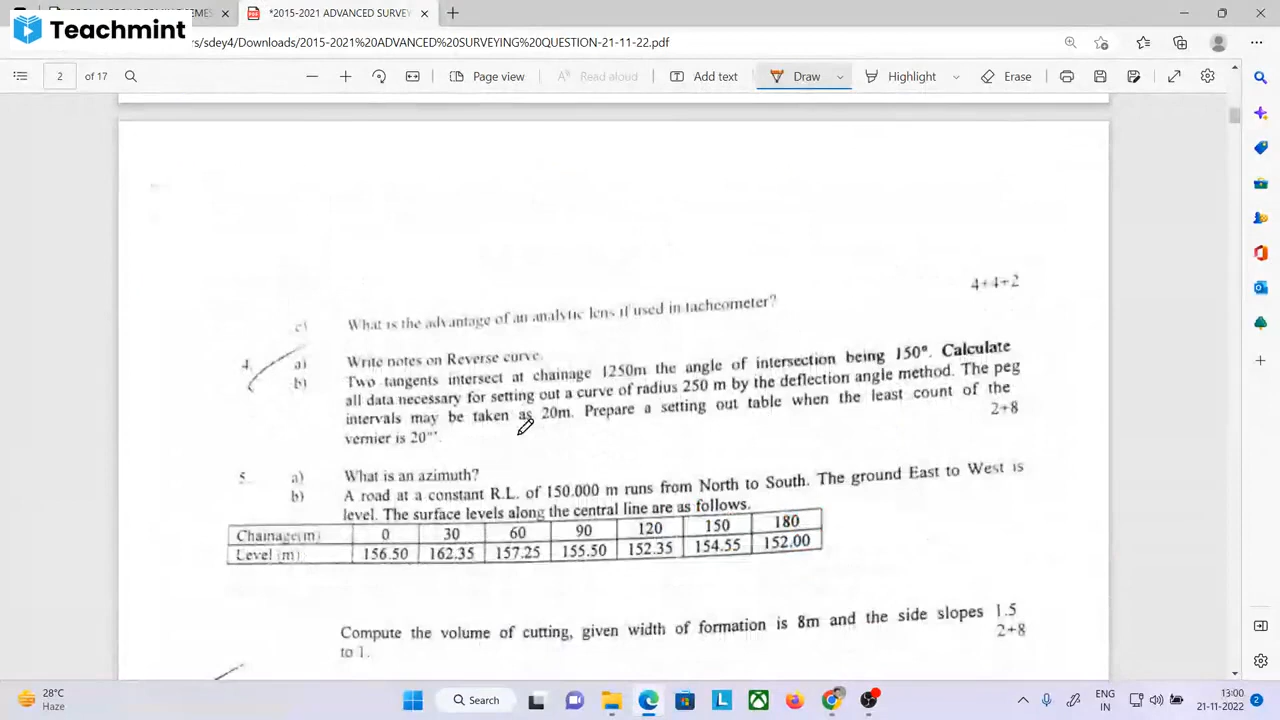 *2015-2021 ADVANCED SURVEY
Teachmint
rs/sdey4/Downloads/2015-2021%20ADVANCED%20SURVEYING%20QUESTION-21-11-22.pdf
2 of 17 Page view Read aloud Add text Draw Highlight Erase
4+4+2
c) What is the advantage of an analytic lens if used in tacheometer?
4. a) Write notes on Reverse curve.
b) Two tangents intersect at chainage 1250m the angle of intersection being 150°. Calculate
all data necessary for setting out a curve of radius 250 m by the deflection angle method. The peg
intervals may be taken as 20m. Prepare a setting out table when the least count of the
vernier is 20"'. 2+8
5. a) What is an azimuth?
b) A road at a constant R.L. of 150.000 m runs from North to South. The ground East to West is
level. The surface levels along the central line are as follows.
Chainage(m) 0 30 60 90 120 150 180
Level (m) 156.50 162.35 157.25 155.50 152.35 154.55 152.00
Compute the volume of cutting, given width of formation is 8m and the side slopes 1.5
to 1. 2+8
28°C
Haze
Search
ENG
IN
13:00
21-11-2022
2